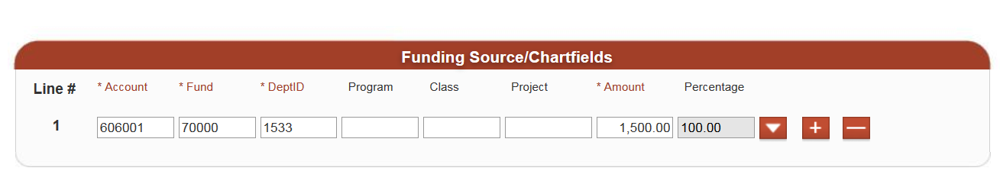 Funding Source/Chartfields
Line # * Account * Fund * DeptID Program Class Project * Amount Percentage
1 606001 70000 1533 1,500.00 100.00